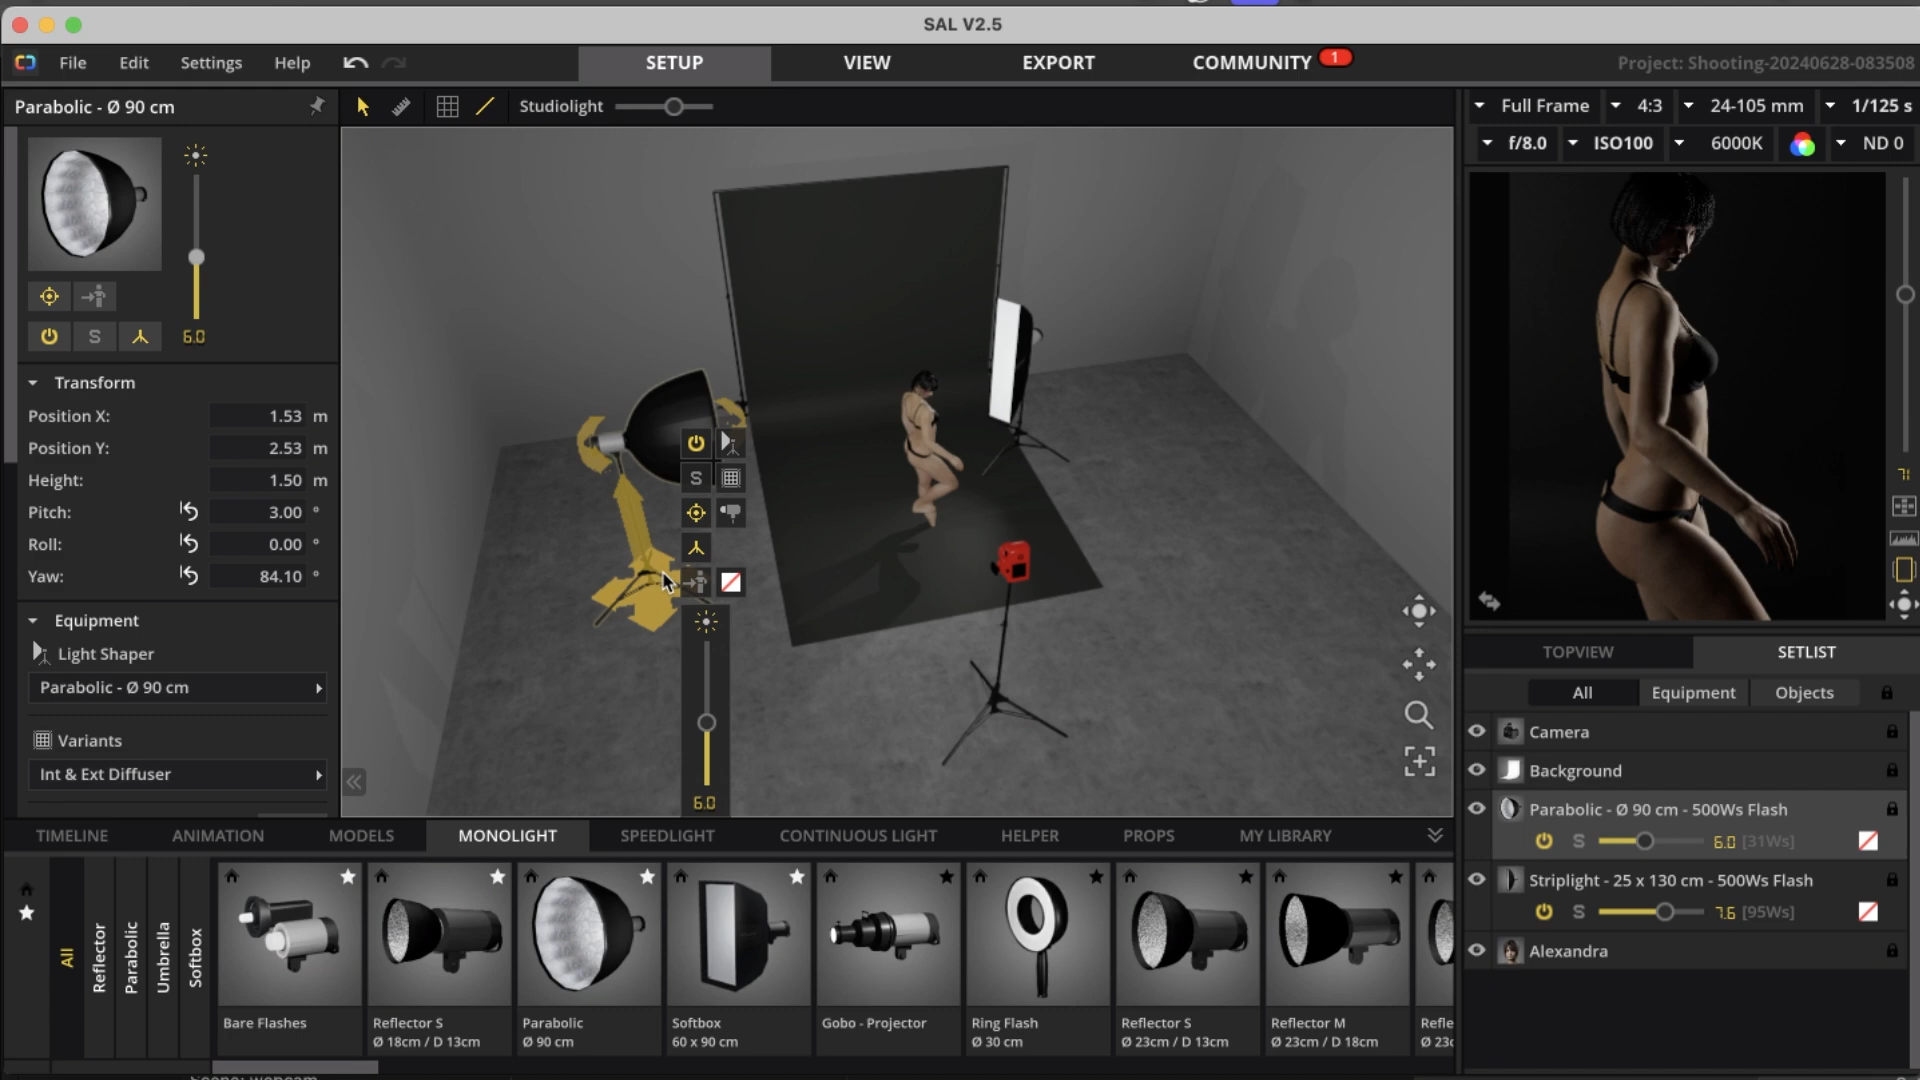 SAL V2.5
File Edit Settings Help SETUP VIEW EXPORT COMMUNITY 1 Project: Shooting-20240628-083508
Parabolic - Ø 90 cm
Studiolight
Full Frame 4:3 24-105 mm 1/125 s
f/8.0 ISO100 6000K ND 0
S 6.0
Transform
Position X: 1.53 m
Position Y: 2.53 m
Height: 1.50 m
Pitch: 3.00 °
Roll: 0.00 °
Yaw: 84.10 °
Equipment
Light Shaper
Parabolic - Ø 90 cm
Variants
Int & Ext Diffuser
S
6.0
71
TOPVIEW SETLIST
All Equipment Objects
Camera
Background
Parabolic - Ø 90 cm - 500Ws Flash
S 6.0 [31Ws]
Striplight - 25 x 130 cm - 500Ws Flash
S 7.6 [95Ws]
Alexandra
TIMELINE ANIMATION MODELS MONOLIGHT SPEEDLIGHT CONTINUOUS LIGHT HELPER PROPS MY LIBRARY
All
Reflector
Parabolic
Umbrella
Softbox
Bare Flashes
Reflector S
Ø 18cm / D 13cm
Parabolic
Ø 90 cm
Softbox
60 x 90 cm
Gobo - Projector
Ring Flash
Ø 30 cm
Reflector S
Ø 23cm / D 13cm
Reflector M
Ø 23cm / D 18cm
Refle
Ø 23c